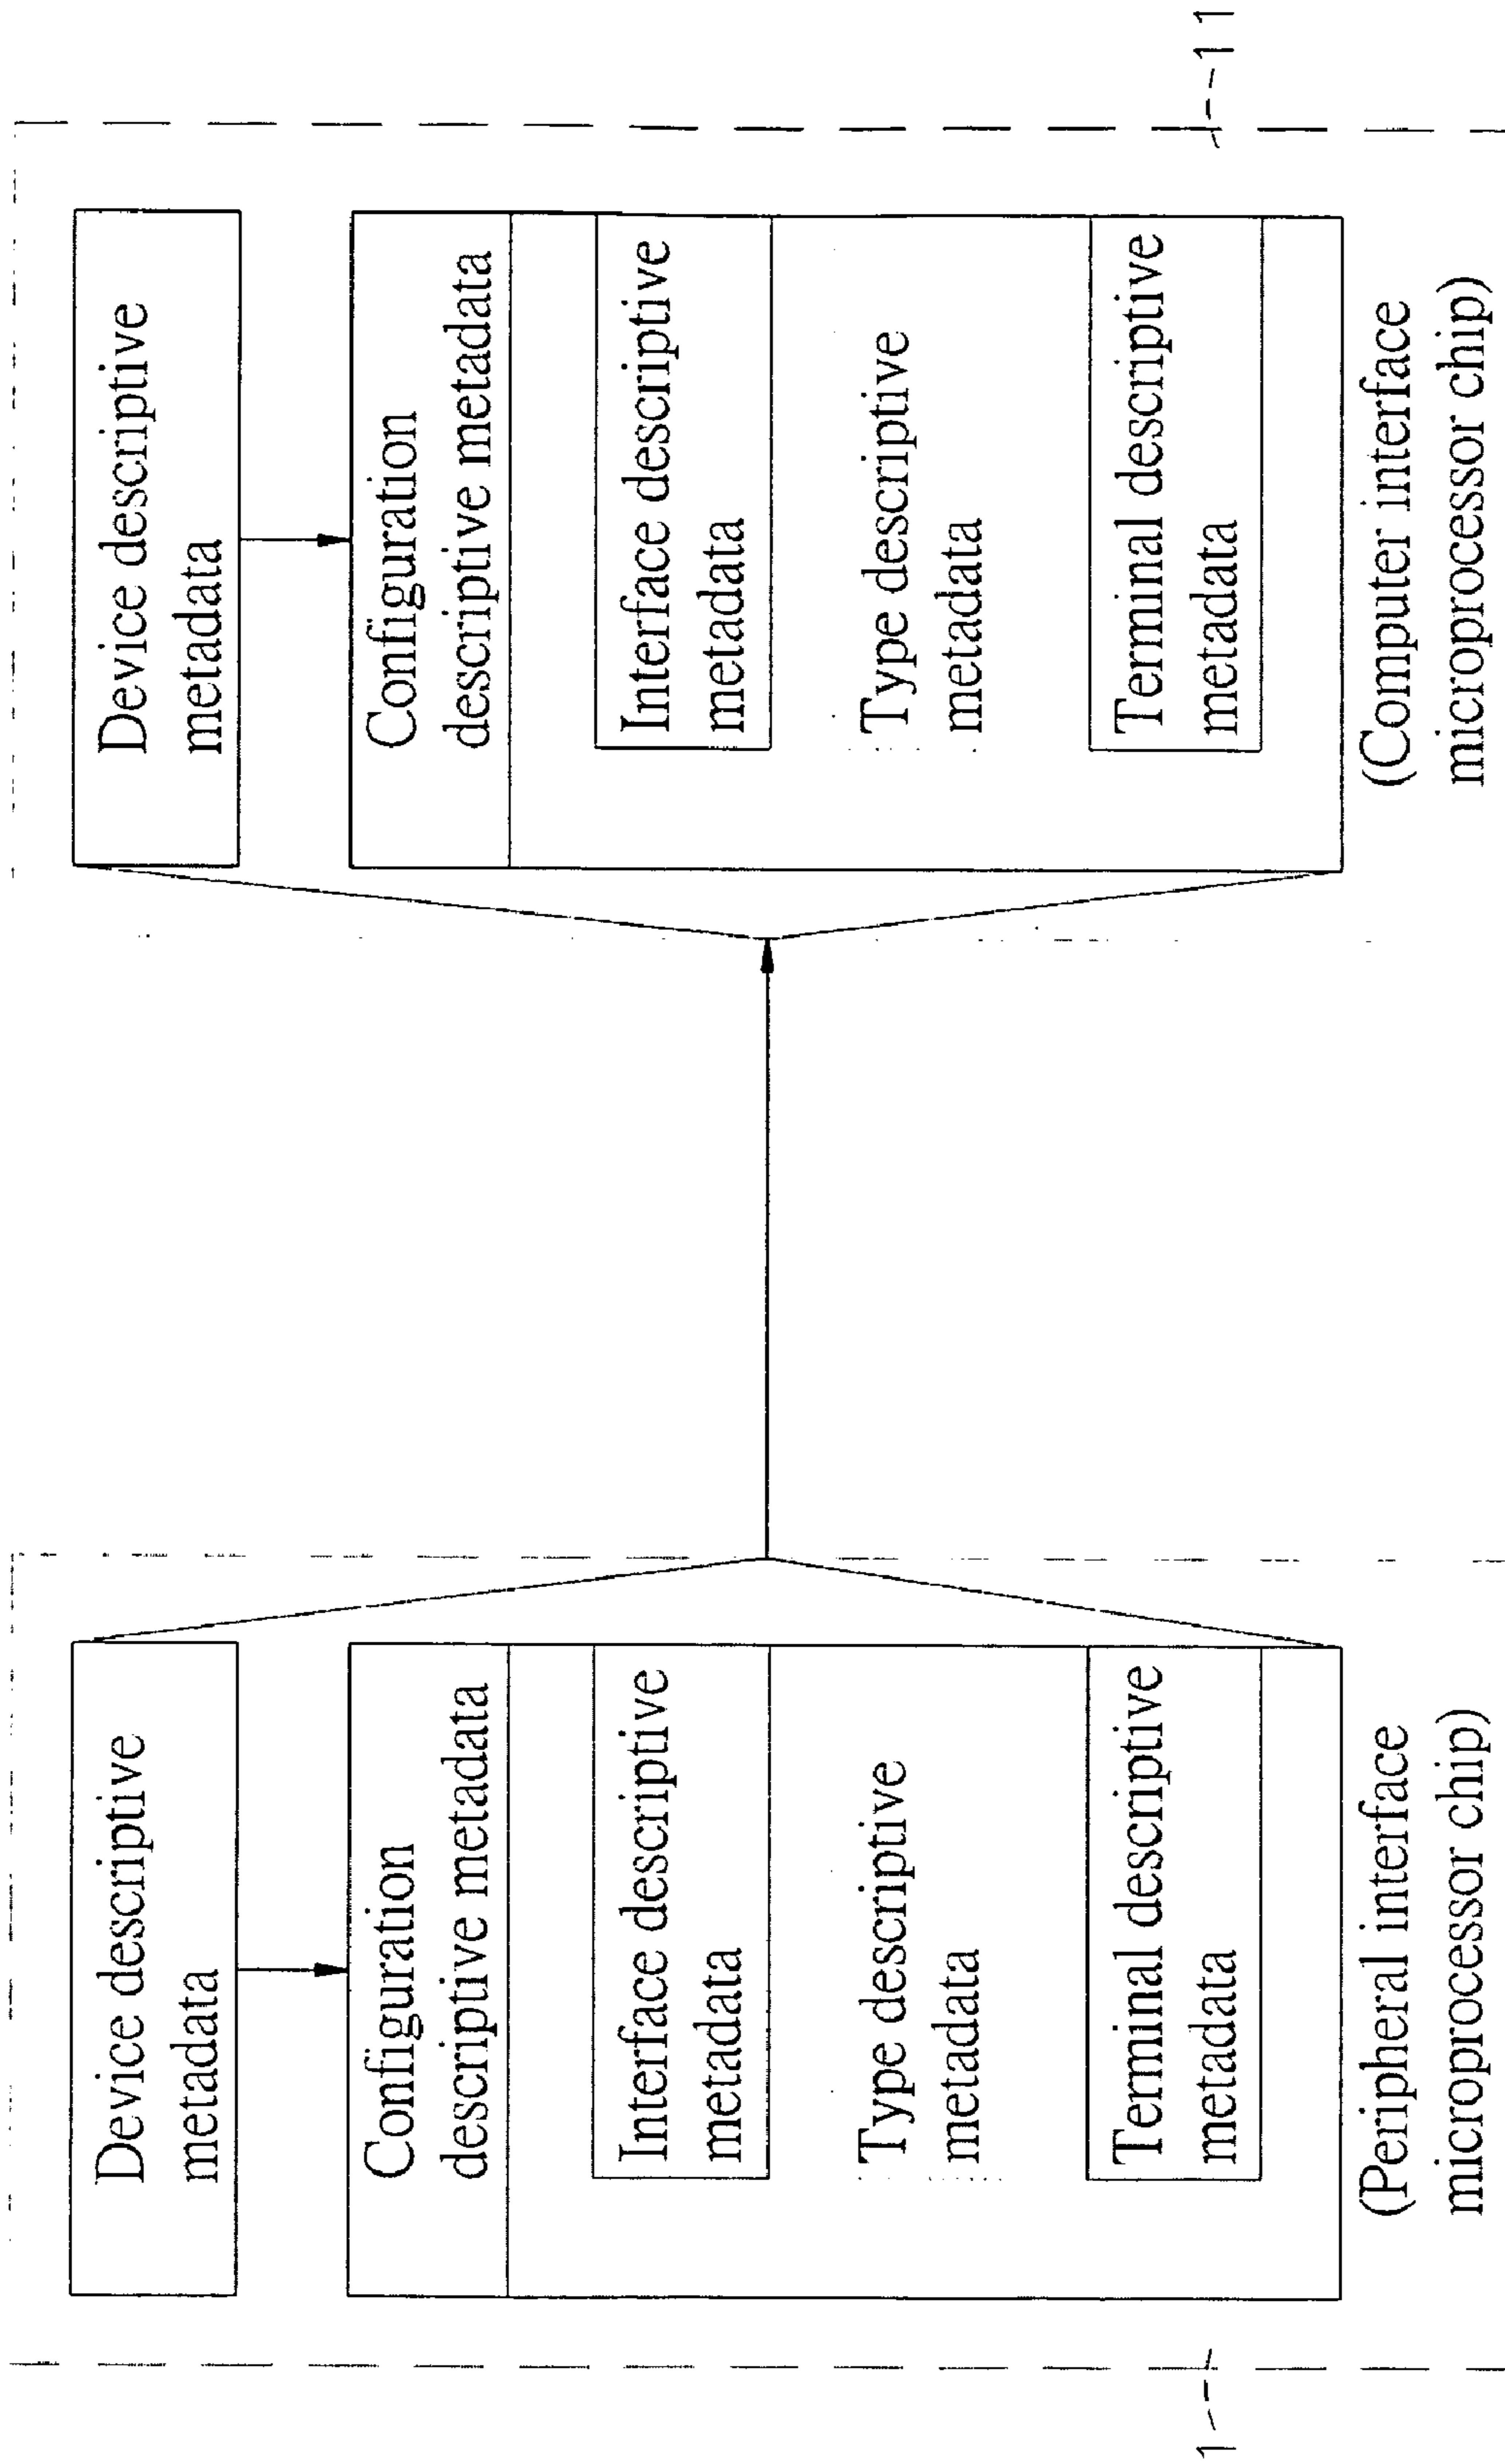 Device descriptive
metadata
Configuration
descriptive metadata
Interface descriptive
metadata
Type descriptive
metadata
Terminal descriptive
metadata
(Peripheral interface
microprocessor chip)
1
Device descriptive
metadata
Configuration
descriptive metadata
Interface descriptive
metadata
Type descriptive
metadata
Terminal descriptive
metadata
(Computer interface
microprocessor chip)
11